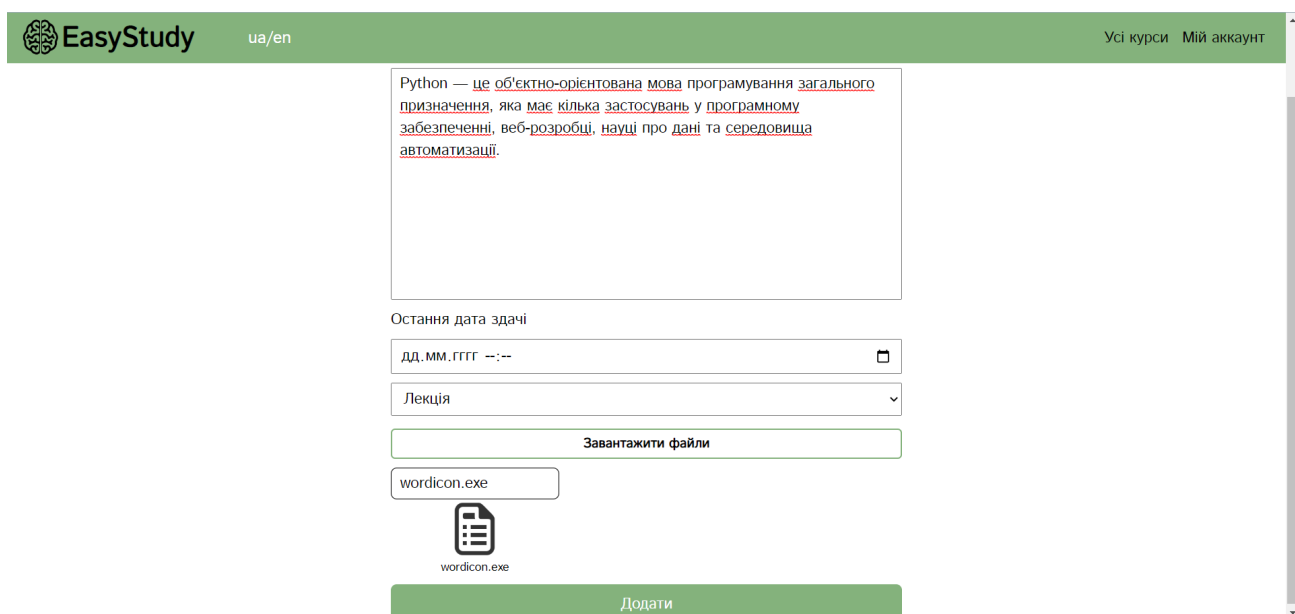 EasyStudy ua/en Усі курси Мій аккаунт
Python — це об'єктно-орієнтована мова програмування загального
призначення, яка має кілька застосувань у програмному
забезпеченні, веб-розробці, науці про дані та середовища
автоматизації.
Остання дата здачі
дд.мм.гггг --:--
Лекція
Завантажити файли
wordicon.exe
wordicon.exe
Додати